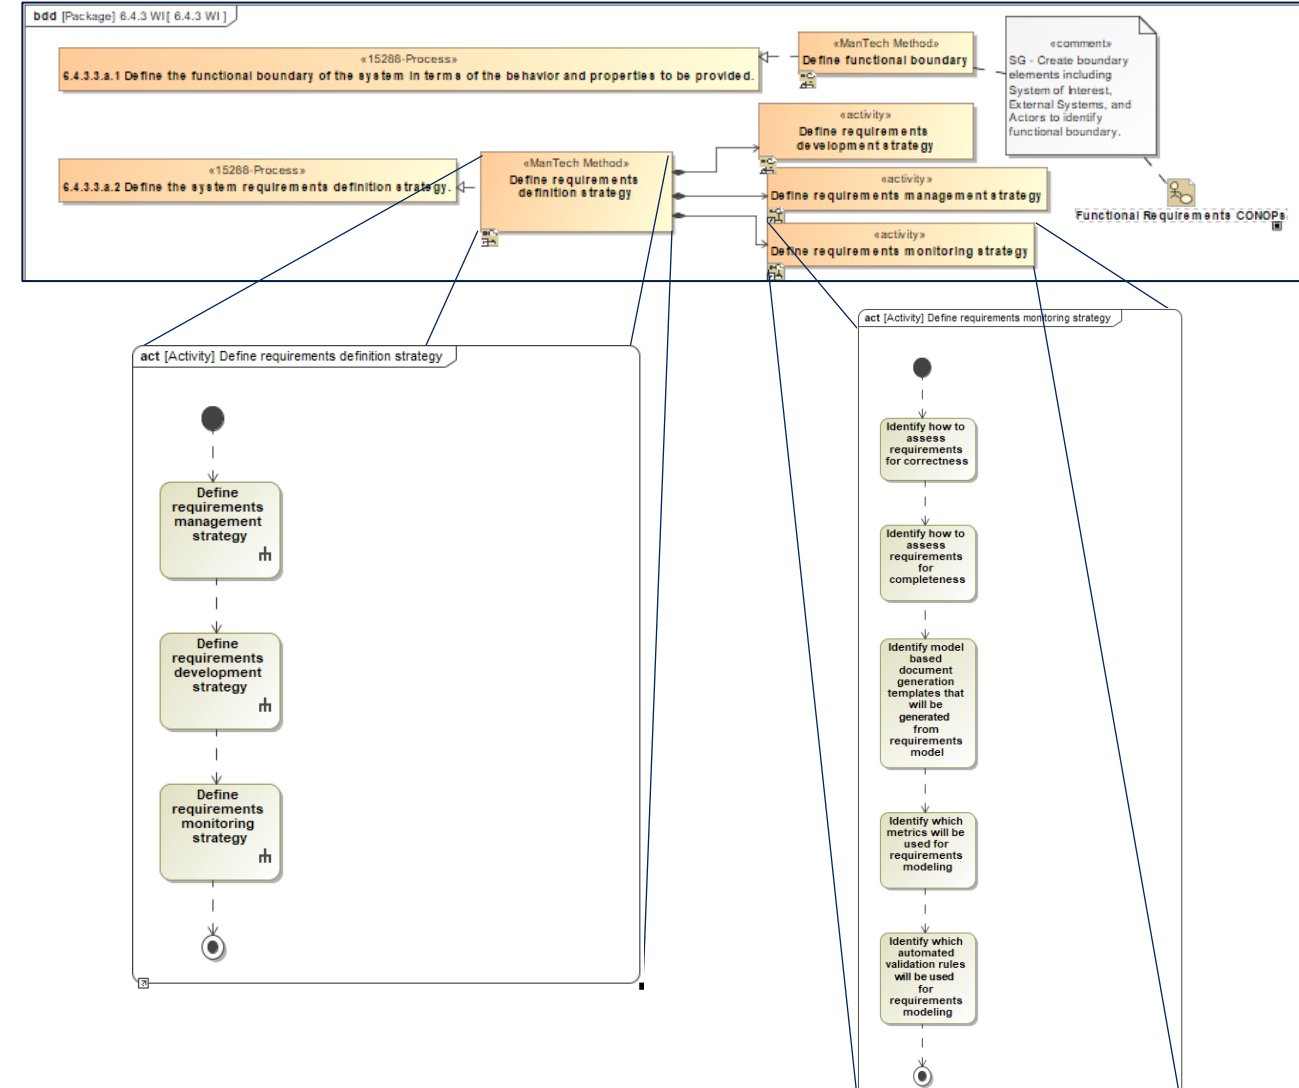 bdd [Package] 6.4.3 WI[ 6.4.3 WI ]
«15288-Process»
6.4.3.3.a.1 Define the functional boundary of the system in terms of the behavior and properties to be provided.
«ManTech Method»
Define functional boundary
«comment»
SG - Create boundary
elements including
System of Interest,
External Systems, and
Actors to identify
functional boundary.
«activity»
Define requirements
development strategy
«15288-Process»
6.4.3.3.a.2 Define the system requirements definition strategy.
«ManTech Method»
Define requirements
definition strategy
«activity»
Define requirements management strategy
Functional Requirements CONOPs
«activity»
Define requirements monitoring strategy
act [Activity] Define requirements definition strategy
Define
requirements
management
strategy
Define
requirements
development
strategy
Define
requirements
monitoring
strategy
act [Activity] Define requirements monitoring strategy
Identify how to
assess
requirements
for correctness
Identify how to
assess
requirements
for
completeness
Identify model
based
document
generation
templates that
will be
generated
from
requirements
model
Identify which
metrics will be
used for
requirements
modeling
Identify which
automated
validation rules
will be used
for
requirements
modeling